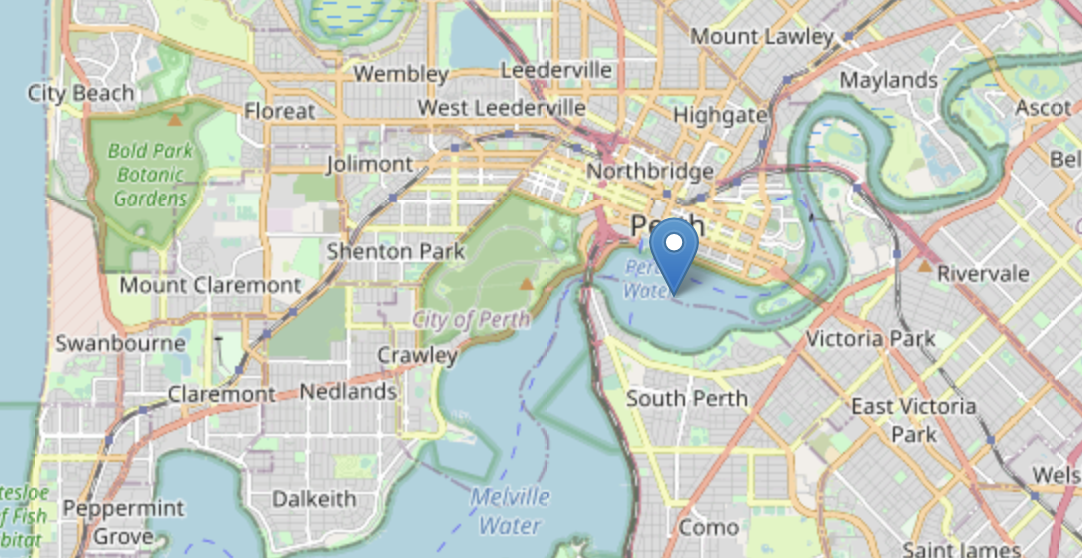 Mount Lawley
Leederville
Wembley
Maylands
City Beach
West Leederville
Floreat
Highgate
Ascot
Bold Park
Botanic
Gardens
Jolimont
Northbridge
Bel
Perth
Shenton Park
Water
Rivervale
Mount Claremont
City of Perth
Swanbourne
Victoria Park
Crawley
Claremont
Nedlands
South Perth
East Victoria
Park
Wels
tesloe
f Fish
bitat
Dalkeith
Melville
Water
Peppermint
Grove
Como
Saint James